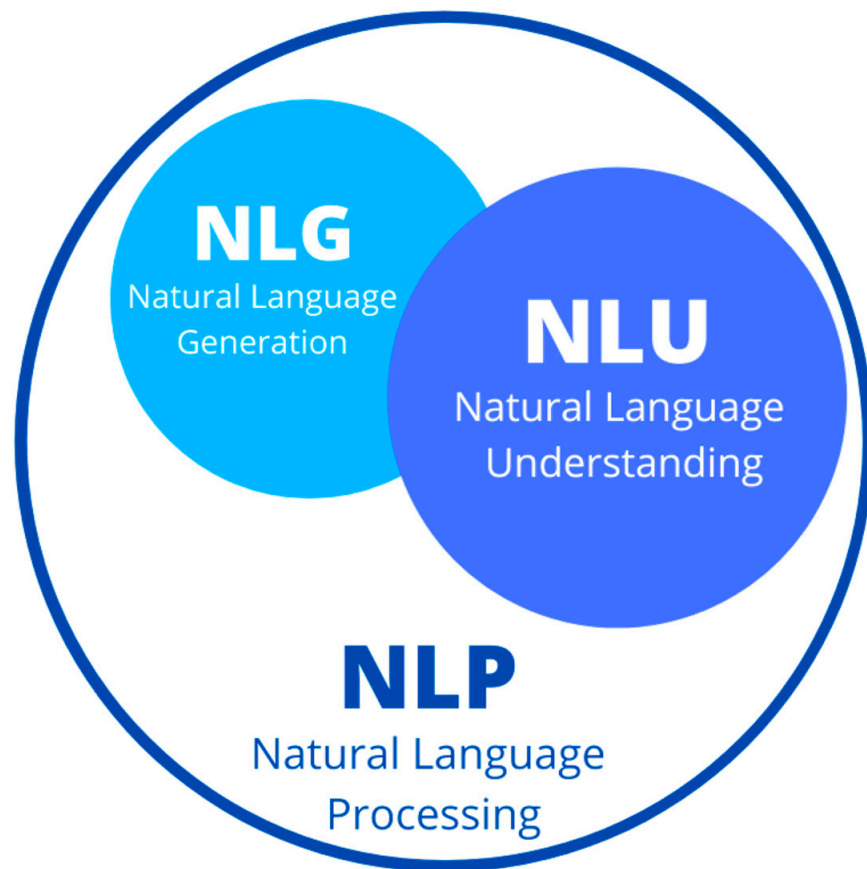 NLG
Natural Language
Generation
NLU
Natural Language
Understanding
NLP
Natural Language
Processing